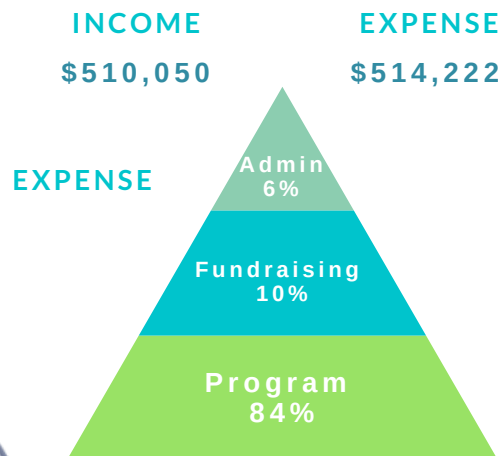 INCOME
EXPENSE
$510,050
$514,222
EXPENSE
Admin
6%
Fundraising
10%
Program
84%